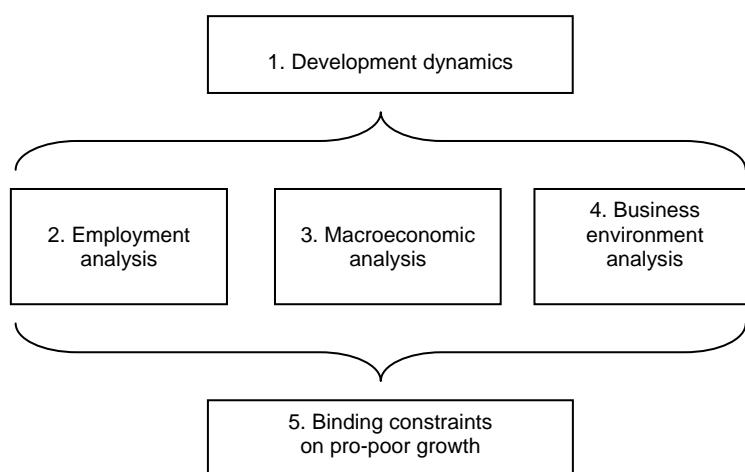 1. Development dynamics
2. Employment
analysis
3. Macroeconomic
analysis
4. Business
environment
analysis
5. Binding constraints
on pro-poor growth